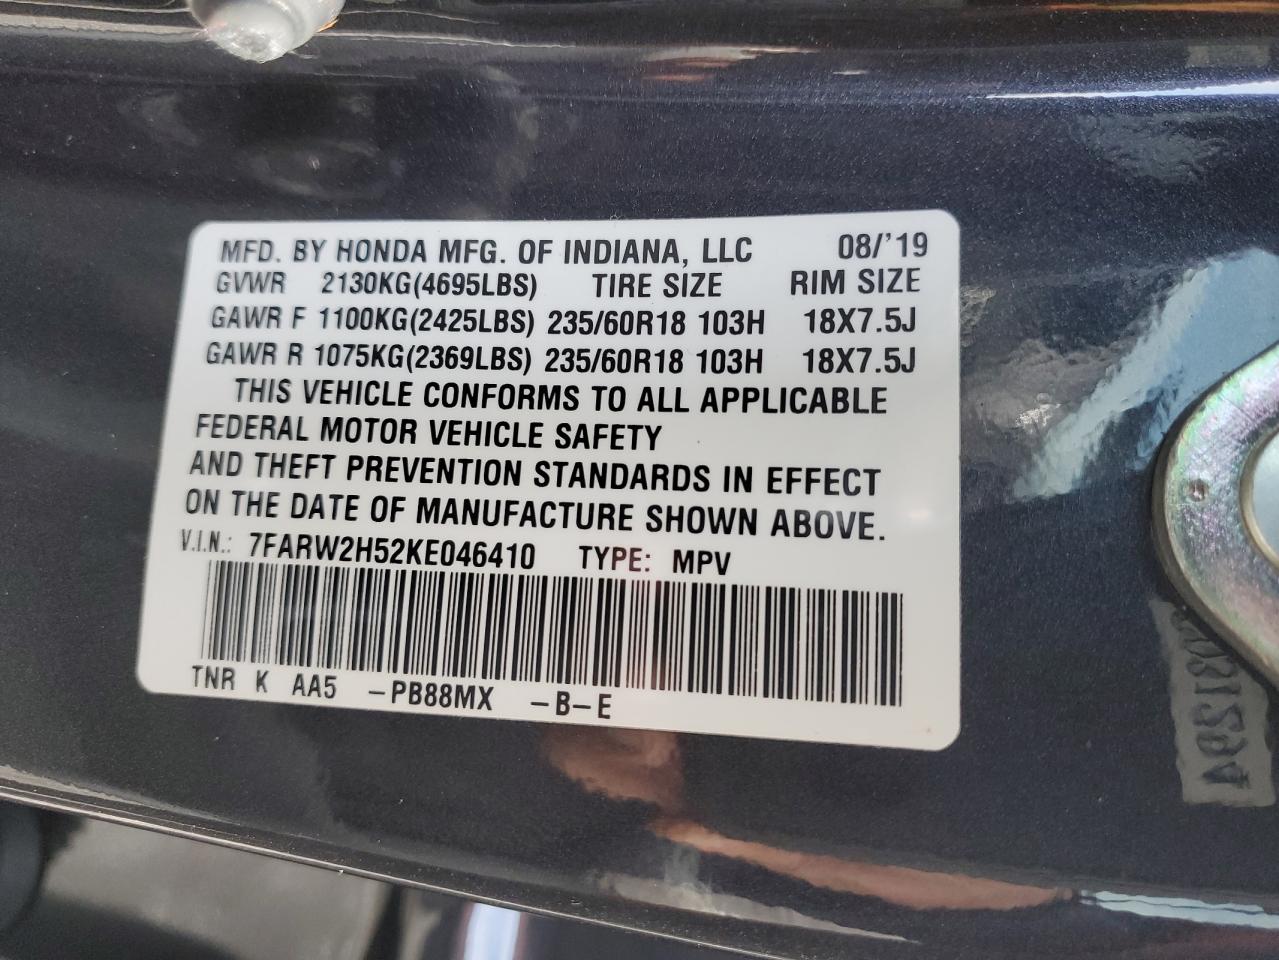 MFD. BY HONDA MFG. OF INDIANA, LLC 08/'19
GVWR 2130KG(4695LBS) TIRE SIZE RIM SIZE
GAWR F 1100KG(2425LBS) 235/60R18 103H 18X7.5J
GAWR R 1075KG(2369LBS) 235/60R18 103H 18X7.5J
THIS VEHICLE CONFORMS TO ALL APPLICABLE
FEDERAL MOTOR VEHICLE SAFETY
AND THEFT PREVENTION STANDARDS IN EFFECT
ON THE DATE OF MANUFACTURE SHOWN ABOVE.
V.I.N.: 7FARW2H52KE046410 TYPE: MPV
TNR K AA5 -PB88MX -B-E